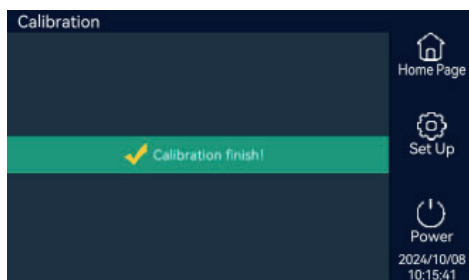 Calibration
Calibration finish!
Home Page
Set Up
Power
2024/10/08
10:15:41